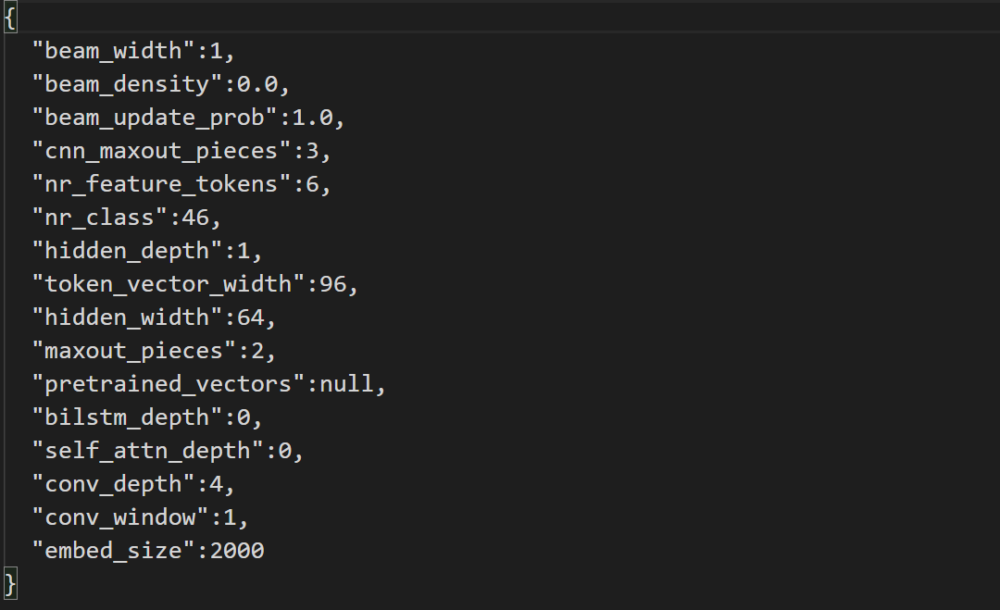 {
"beam_width":1,
"beam_density":0.0,
"beam_update_prob":1.0,
"cnn_maxout_pieces":3,
"nr_feature_tokens":6,
"nr_class":46,
"hidden_depth":1,
"token_vector_width":96,
"hidden_width":64,
"maxout_pieces":2,
"pretrained_vectors":null,
"bilstm_depth":0,
"self_attn_depth":0,
"conv_depth":4,
"conv_window":1,
"embed_size":2000
}